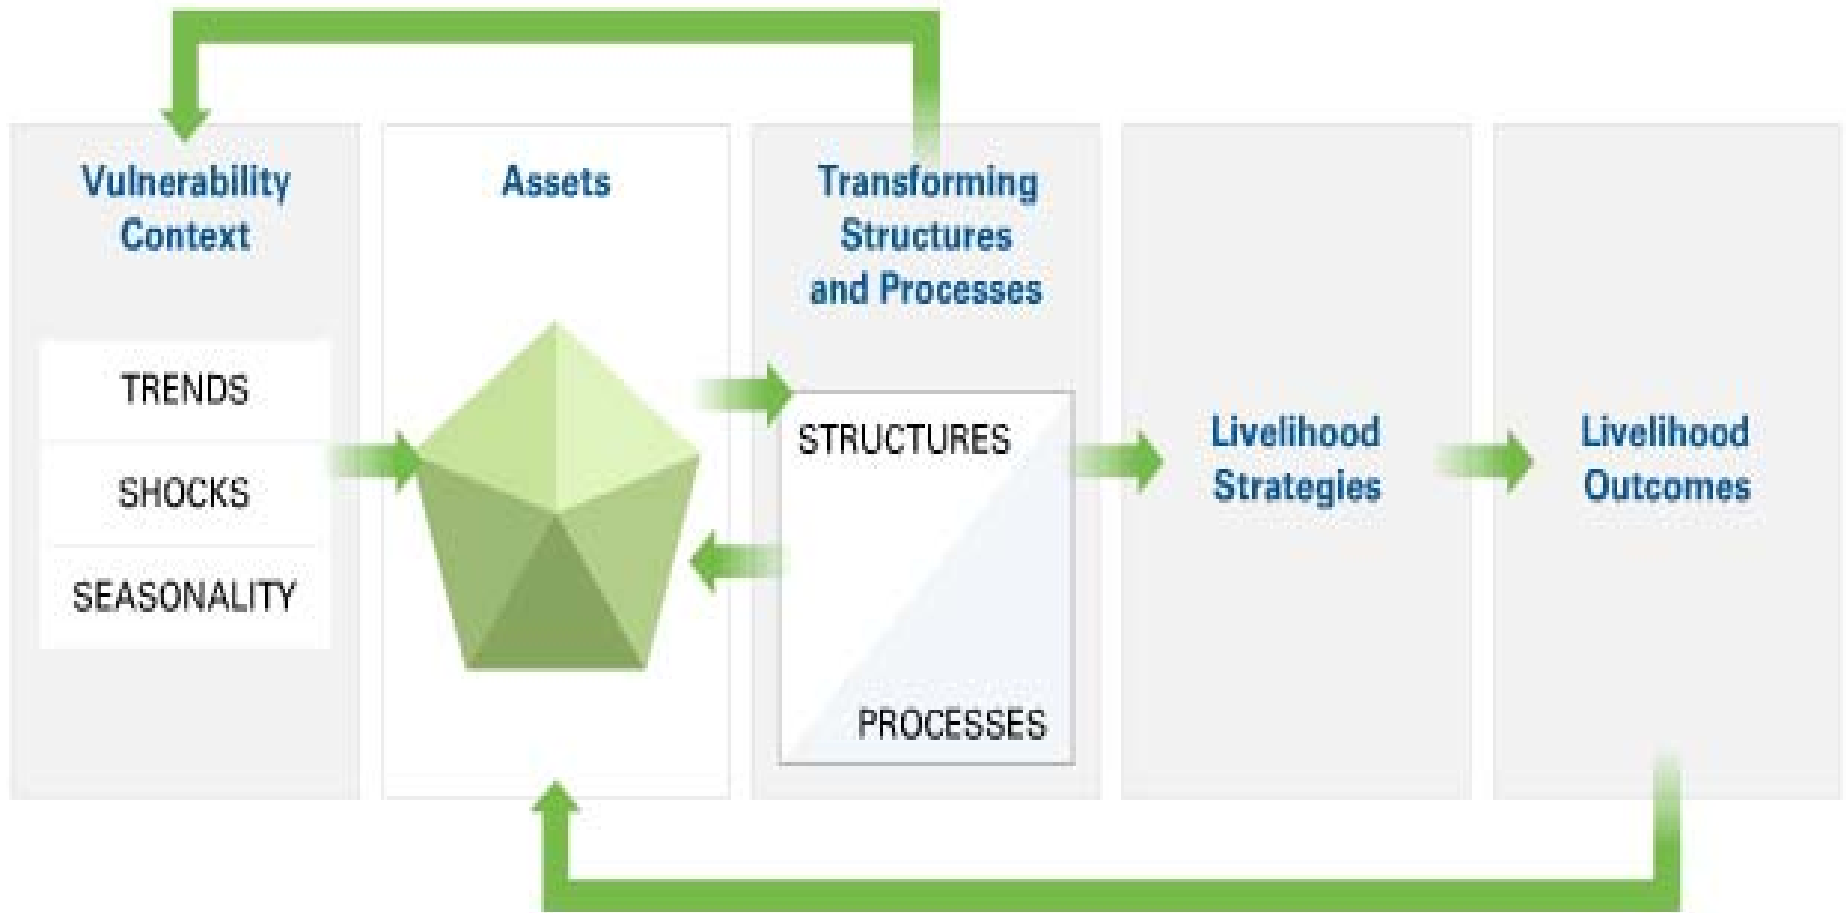 Vulnerability
Context
TRENDS
SHOCKS
SEASONALITY
Assets
Transforming
Structures
and Processes
STRUCTURES
PROCESSES
Livelihood
Strategies
Livelihood
Outcomes